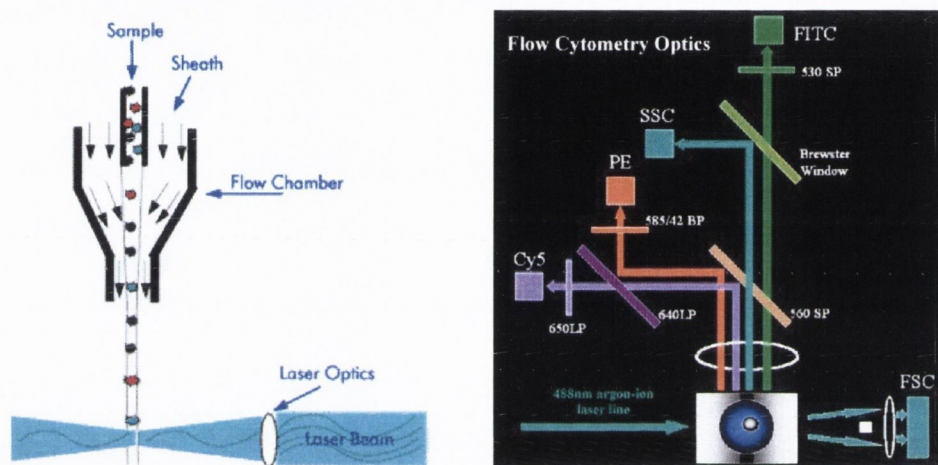 Sample
Sheath
Flow Chamber
Laser Optics
Laser Beam
Flow Cytometry Optics
FITC
530 SP
SSC
Brewster
Window
PE
585/42 BP
Cy5
650LP
640LP
560 SP
488nm argon-ion
laser line
FSC